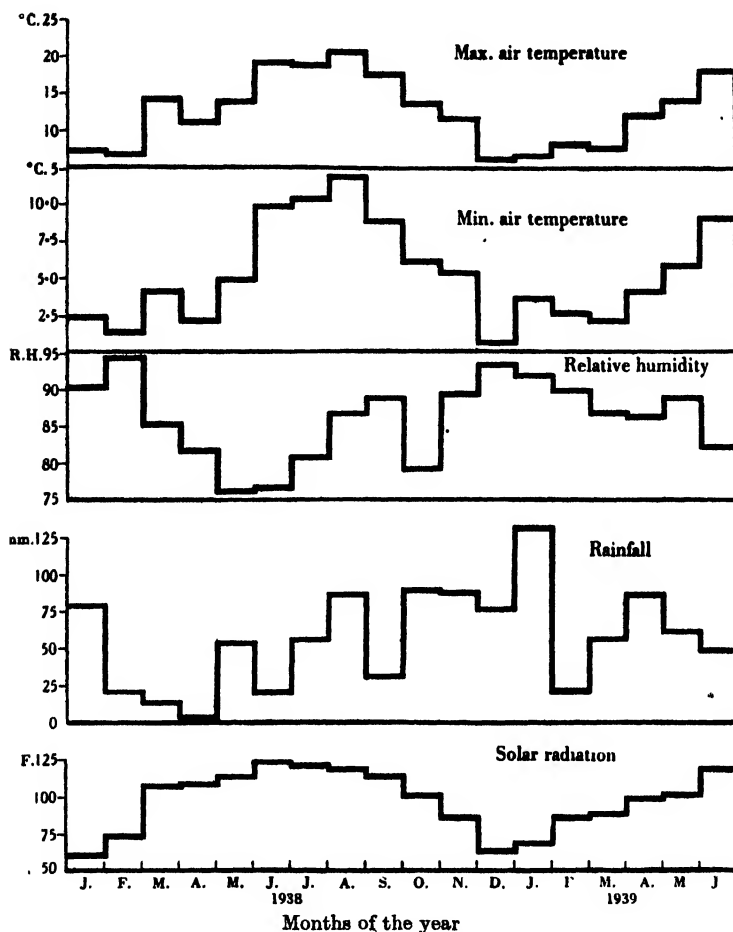 °C. 25
Max. air temperature
20
15
10
°C. 5
10·0
Min. air temperature
7·5
5·0
2·5
R.H. 95
Relative humidity
90
85
80
75
nm. 125
Rainfall
100
75
50
25
0
F. 125
Solar radiation
100
75
50
J. F. M. A. M. J. J. A. S. O. N. D. J. F M. A. M J
1938 1939
Months of the year